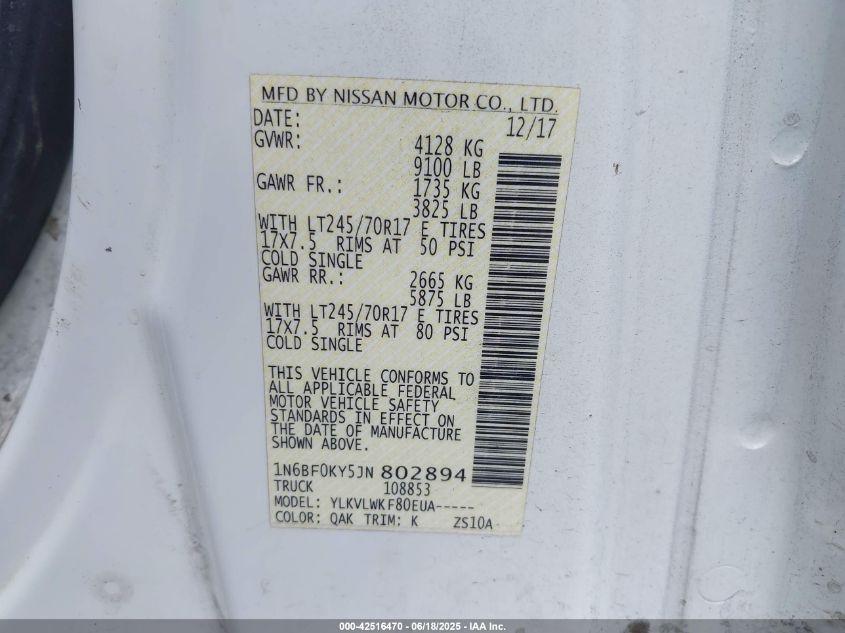 MFD BY NISSAN MOTOR CO., LTD.
DATE: 12/17
GVWR: 4128 KG
9100 LB
GAWR FR.: 1735 KG
3825 LB
WITH LT245/70R17 E TIRES
17X7.5 RIMS AT 50 PSI
COLD SINGLE
GAWR RR.: 2665 KG
5875 LB
WITH LT245/70R17 E TIRES
17X7.5 RIMS AT 80 PSI
COLD SINGLE
THIS VEHICLE CONFORMS TO
ALL APPLICABLE FEDERAL
MOTOR VEHICLE SAFETY
STANDARDS IN EFFECT ON
THE DATE OF MANUFACTURE
SHOWN ABOVE.
1N6BF0KY5JN802894
TRUCK 108853
MODEL: YLKVLWKF80EUA-----
COLOR: QAK TRIM: K ZS10A
000-42516470 - 06/18/2025 - IAA Inc.